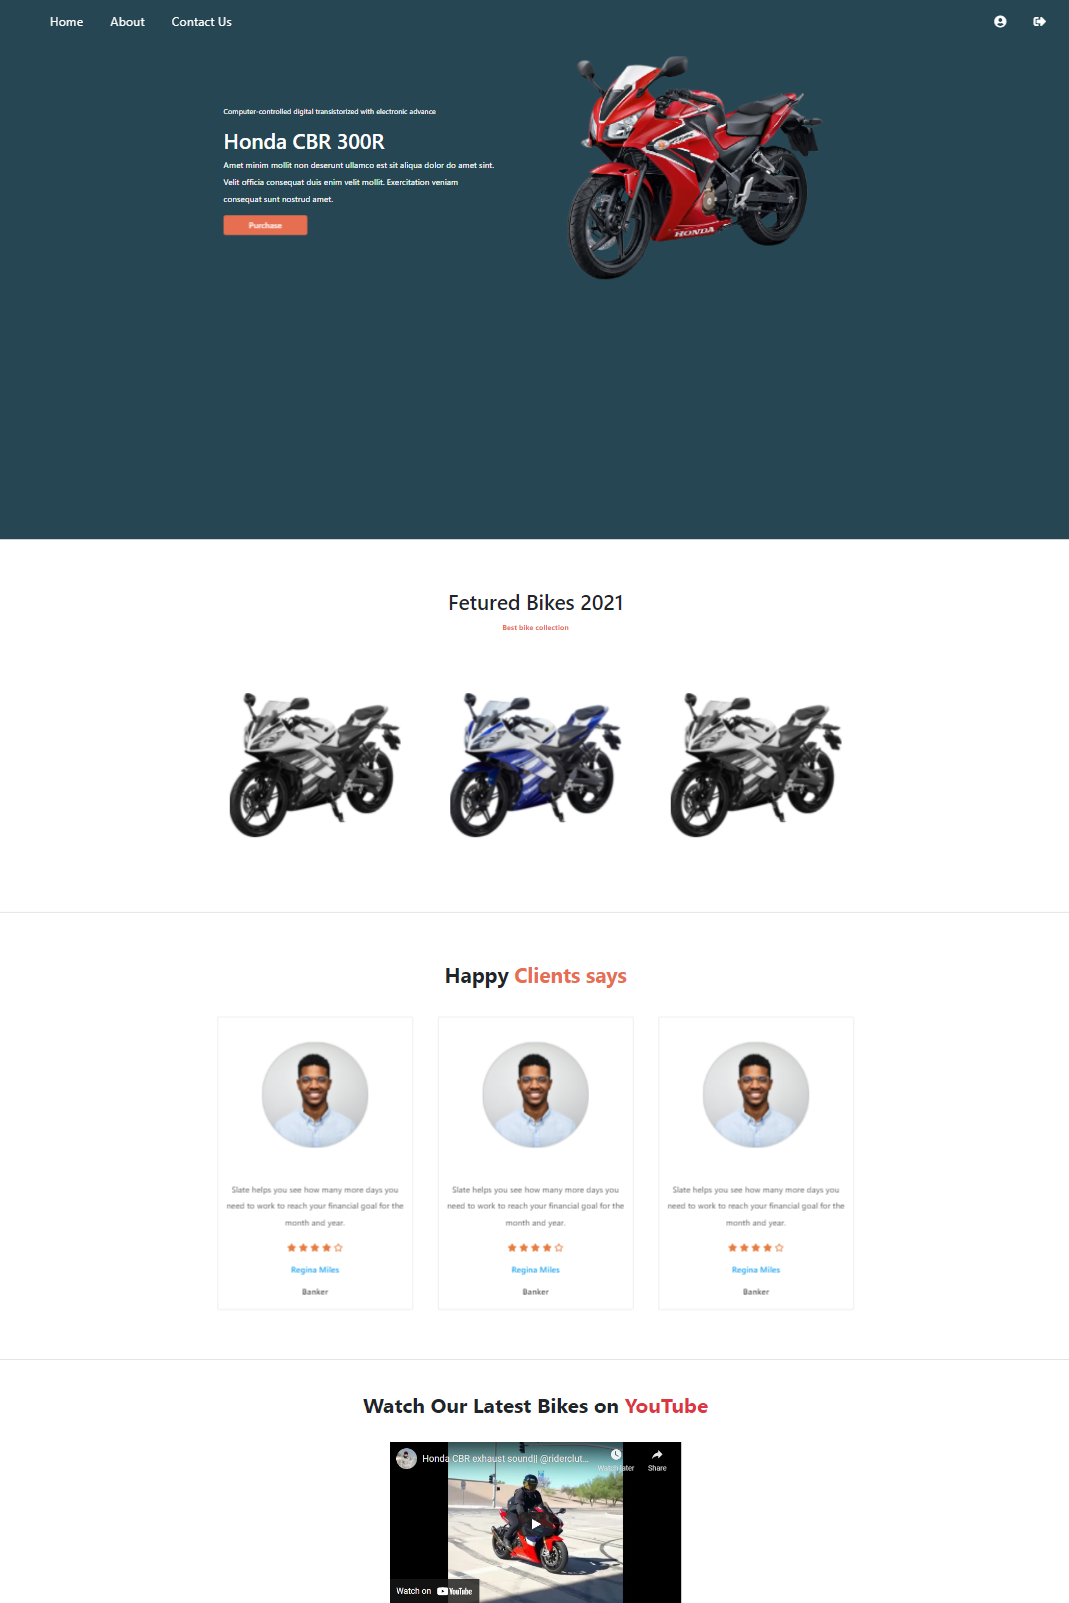 Home About Contact Us
Computer-controlled digital transistorized with electronic advance
Honda CBR 300R
Amet minim mollit non deserunt ullamco est sit aliqua dolor do amet sint.
Velit officia consequat duis enim velit mollit. Exercitation veniam
consequat sunt nostrud amet.
Purchase
HONDA
Fetured Bikes 2021
Best bike collection
Happy Clients says
Slate helps you see how many more days you
need to work to reach your financial goal for the
month and year.
Regina Miles
Banker
Slate helps you see how many more days you
need to work to reach your financial goal for the
month and year.
Regina Miles
Banker
Slate helps you see how many more days you
need to work to reach your financial goal for the
month and year.
Regina Miles
Banker
Watch Our Latest Bikes on YouTube
Honda CBR exhaust sound|| @riderclut...
Watch later Share
Watch on YouTube